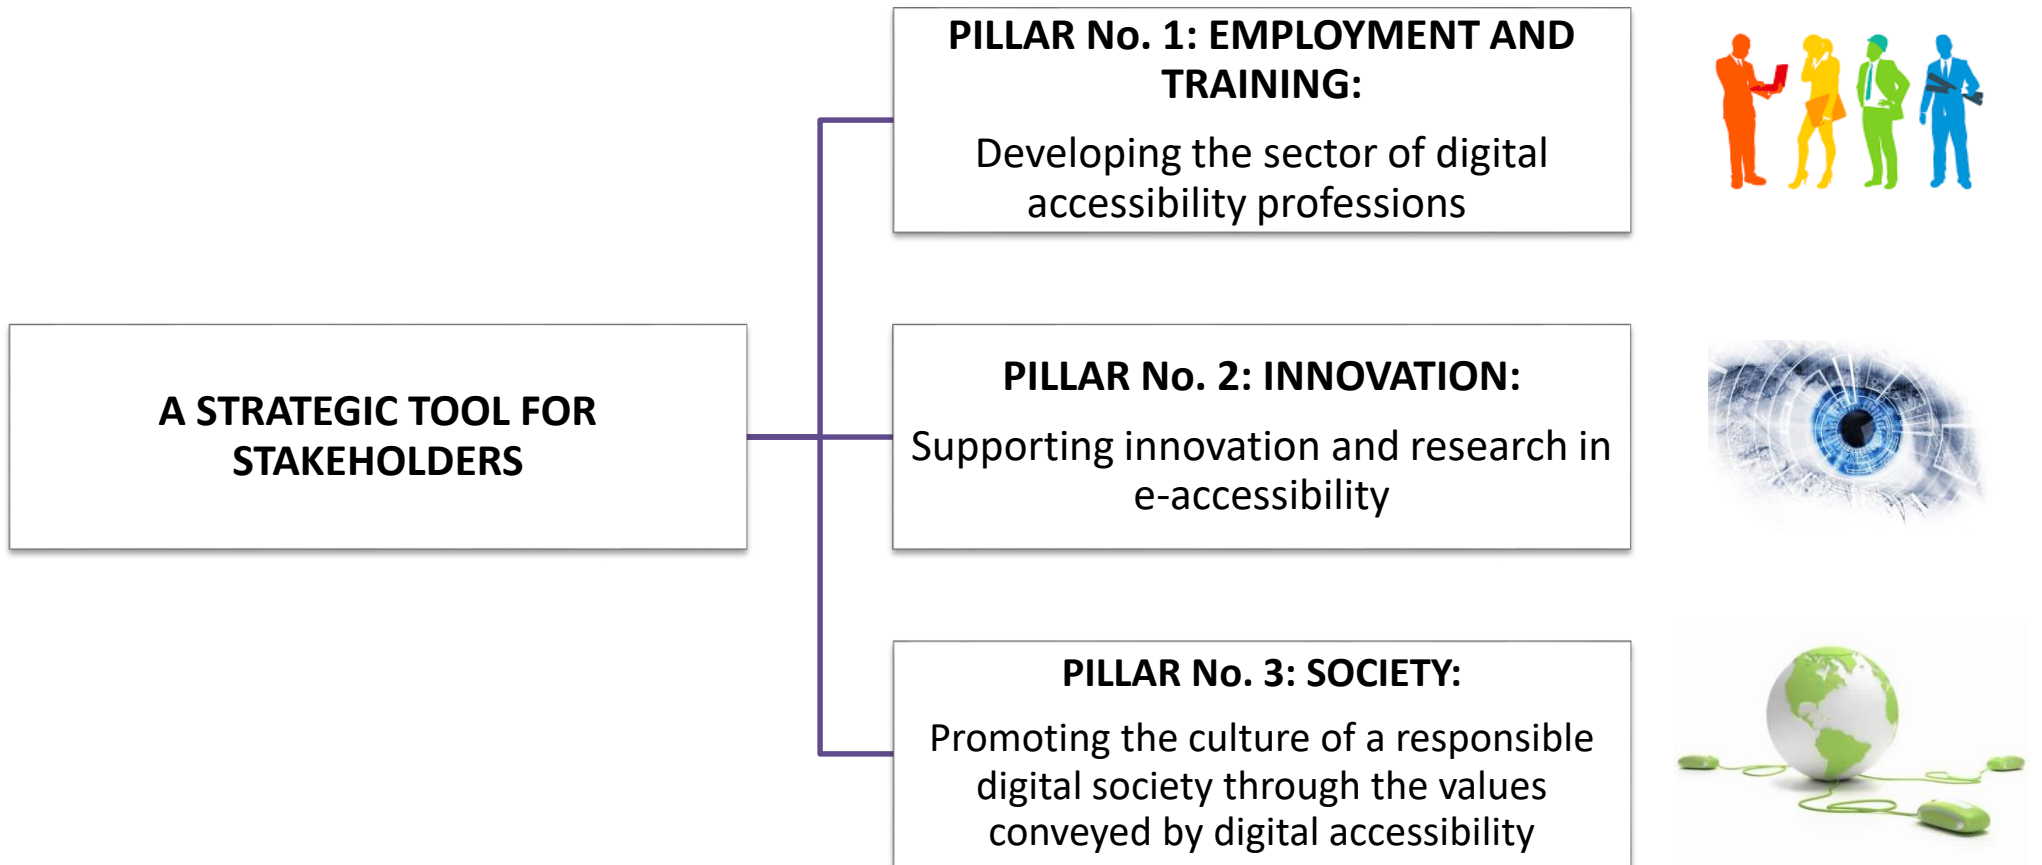 PILLAR No. 1: EMPLOYMENT AND
TRAINING:
Developing the sector of digital
accessibility professions
A STRATEGIC TOOL FOR
STAKEHOLDERS
PILLAR No. 2: INNOVATION:
Supporting innovation and research in
e-accessibility
PILLAR No. 3: SOCIETY:
Promoting the culture of a responsible
digital society through the values
conveyed by digital accessibility